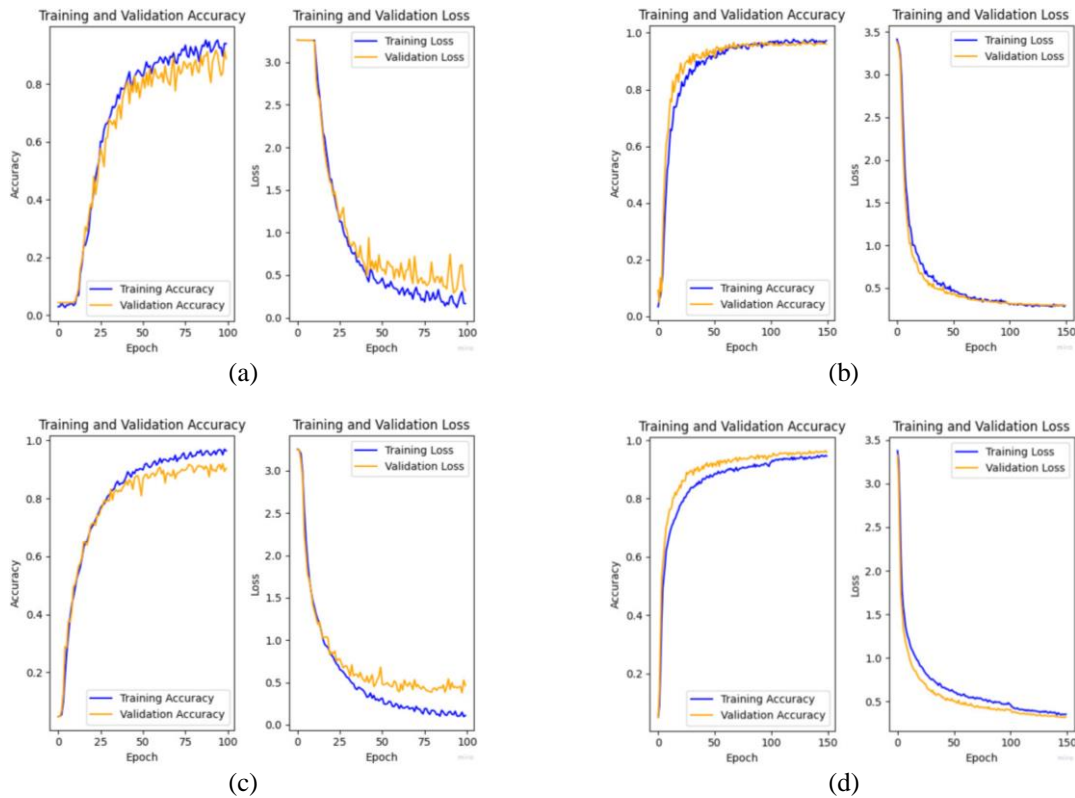 Training and Validation Accuracy
Accuracy
0.8
0.6
0.4
0.2
0.0
0
25
50
75
100
Epoch
Training Accuracy
Validation Accuracy
Training and Validation Loss
Loss
3.0
2.5
2.0
1.5
1.0
0.5
0.0
0
25
50
75
100
Epoch
Training Loss
Validation Loss
miro
(a)
Training and Validation Accuracy
Accuracy
1.0
0.8
0.6
0.4
0.2
0.0
0
50
100
150
Epoch
Training Accuracy
Validation Accuracy
Training and Validation Loss
Loss
3.5
3.0
2.5
2.0
1.5
1.0
0.5
0
50
100
150
Epoch
Training Loss
Validation Loss
miro
(b)
Training and Validation Accuracy
Accuracy
1.0
0.8
0.6
0.4
0.2
0
25
50
75
100
Epoch
Training Accuracy
Validation Accuracy
Training and Validation Loss
Loss
3.0
2.5
2.0
1.5
1.0
0.5
0.0
0
25
50
75
100
Epoch
Training Loss
Validation Loss
miro
(c)
Training and Validation Accuracy
Accuracy
1.0
0.8
0.6
0.4
0.2
0
50
100
150
Epoch
Training Accuracy
Validation Accuracy
Training and Validation Loss
Loss
3.5
3.0
2.5
2.0
1.5
1.0
0.5
0
50
100
150
Epoch
Training Loss
Validation Loss
miro
(d)